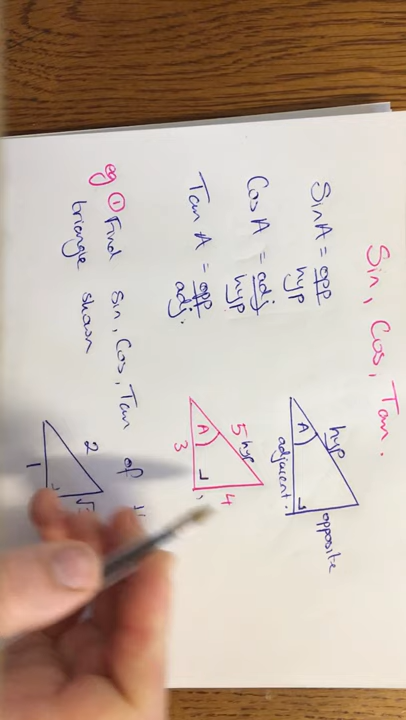 Sin, Cos, Tan.
Sin A = opp
hyp
hyp
A
adjacent.
opposite
Cos A = adj
hyp
Tan A = opp
adj.
5 hyp
A
3
4
eg ① Find Sin, Cos, Tan of
triangle shown
2
1